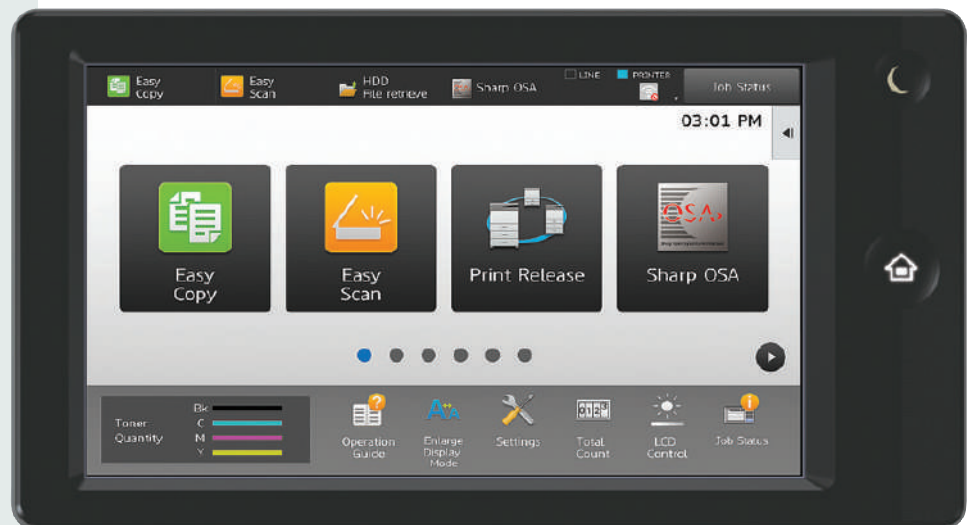 Easy
Copy
Easy
Scan
HDD
File retrieve
Sharp OSA
LINE
PRINTER
Job Status
03:01 PM
Easy
Copy
Easy
Scan
Print Release
OSA
Sharp OSA
Toner
Quantity
Bk
C
M
Y
Operation
Guide
Enlarge
Display
Mode
Settings
Total
Count
LCD
Control
Job Status